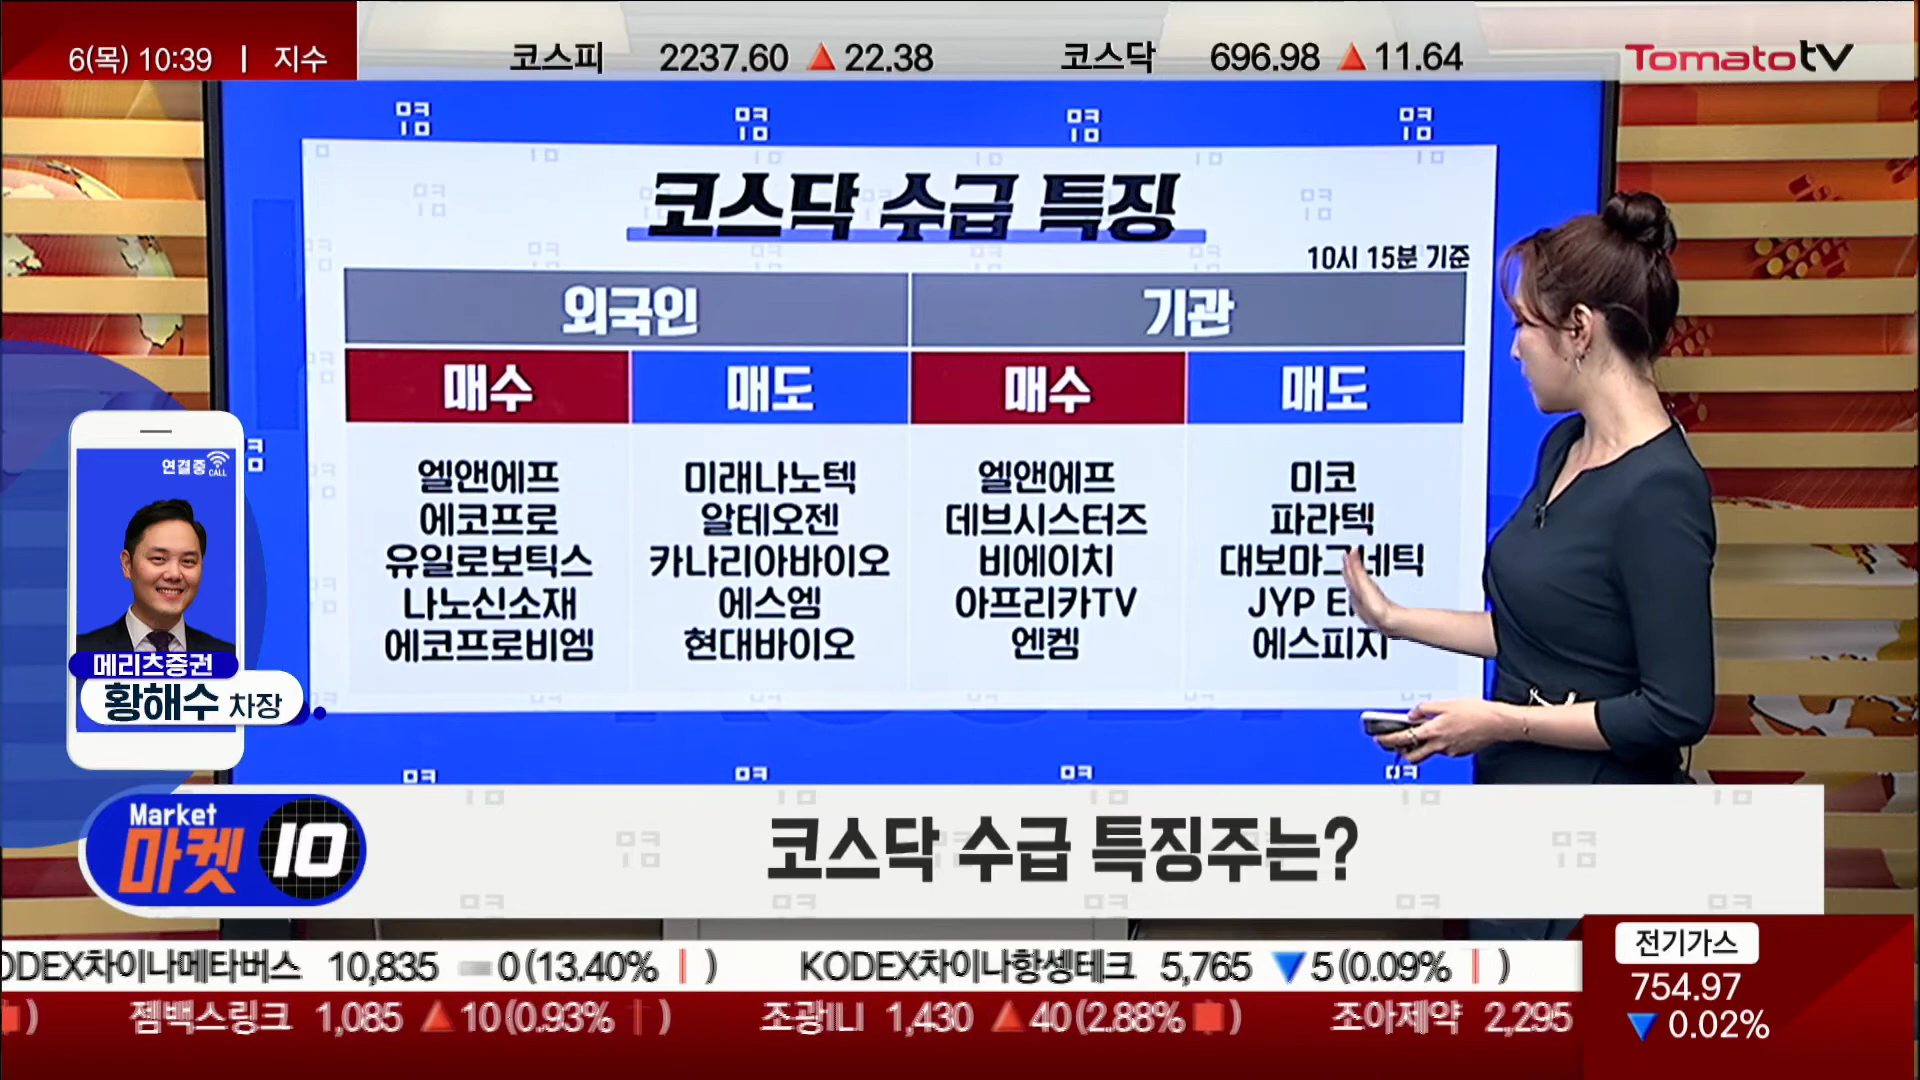 6(목) 10:39 | 지수
코스피 2237.60 ▲ 22.38
코스닥 696.98 ▲ 11.64
Tomatotv
코스닥 수급 특징
10시 15분 기준
외국인 기관
매수 매도 매수 매도
엘앤에프 미래나노텍 엘앤에프 미코
에코프로 알테오젠 데브시스터즈 파라텍
유일로보틱스 카나리아바이오 비에이치 대보마그네틱
나노신소재 에스엠 아프리카TV JYP
에코프로비엠 현대바이오 엔켐 에스피지
연결중
CALL
메리츠증권
황해수 차장
Market
마켓 10
코스닥 수급 특징주는?
ODEX차이나메타버스 10,835 0(13.40% | ) KODEX차이나항셍테크 5,765 ▼ 5(0.09% | )
) 젬백스링크 1,085 ▲ 10(0.93% | ) 조광ILI 1,430 ▲ 40(2.88% ) 조아제약 2,295
전기가스
754.97
▼ 0.02%